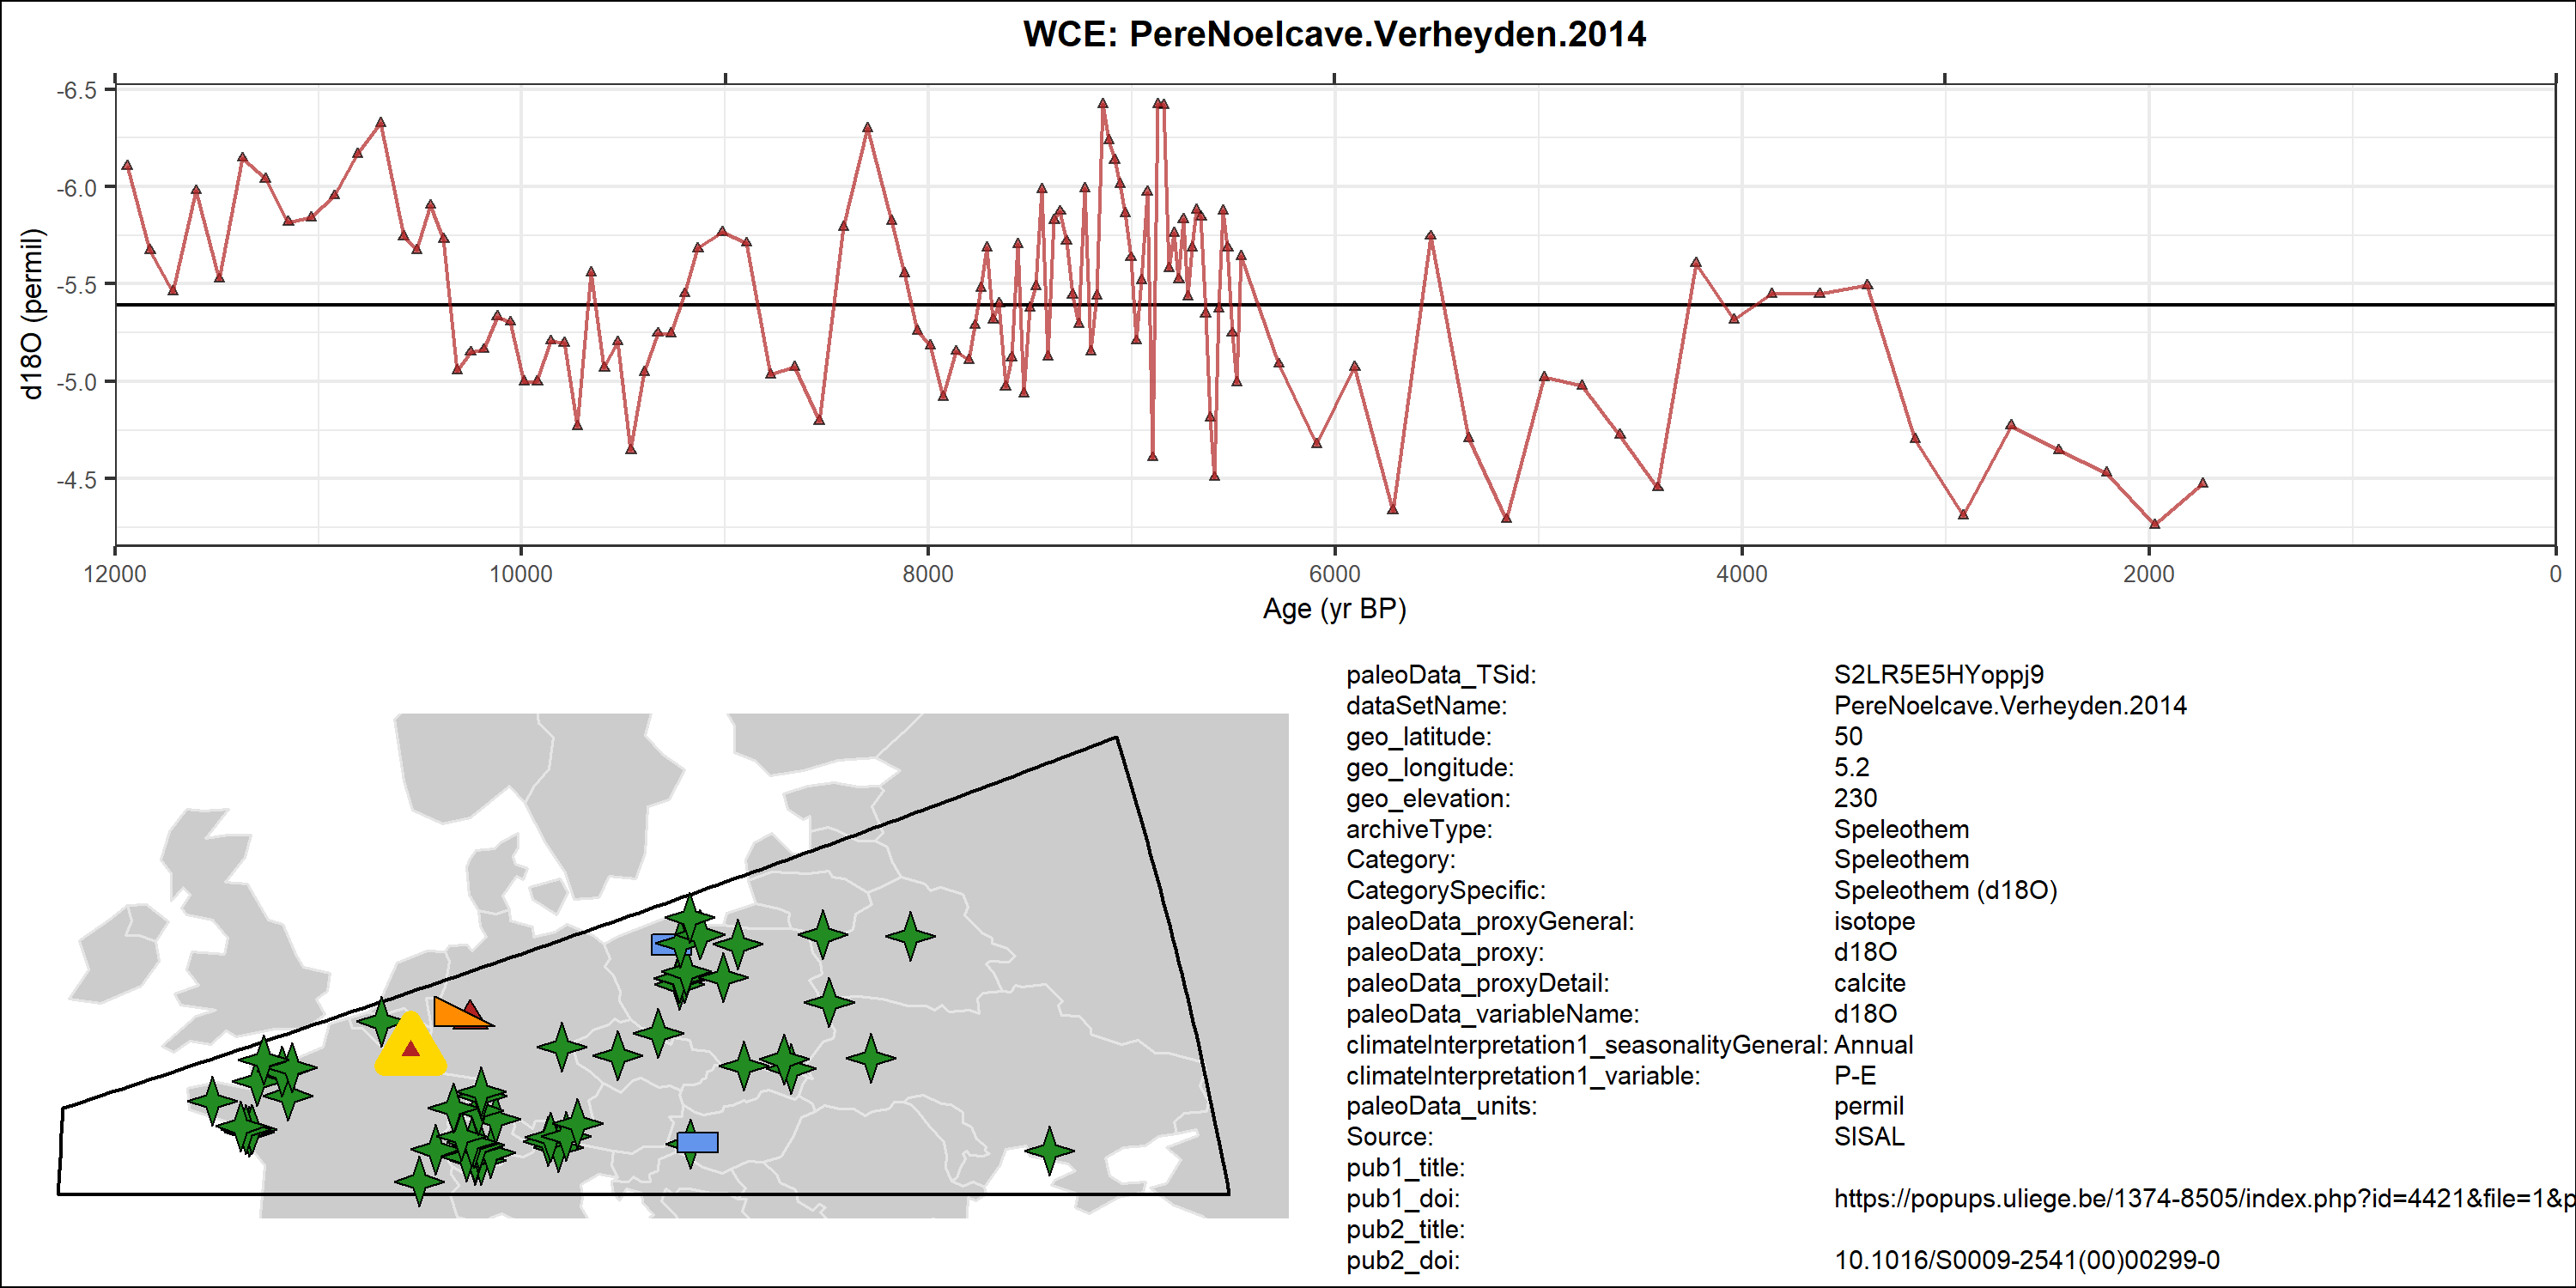 WCE: PereNoelcave.Verheyden.2014
-6.5
-6.0
-5.5
-5.0
-4.5
d18O (permil)
12000 10000 8000 6000 4000 2000 0
Age (yr BP)
paleoData_TSid: S2LR5E5HYoppj9
dataSetName: PereNoelcave.Verheyden.2014
geo_latitude: 50
geo_longitude: 5.2
geo_elevation: 230
archiveType: Speleothem
Category: Speleothem
CategorySpecific: Speleothem (d18O)
paleoData_proxyGeneral: isotope
paleoData_proxy: d18O
paleoData_proxyDetail: calcite
paleoData_variableName: d18O
climateInterpretation1_seasonalityGeneral: Annual
climateInterpretation1_variable: P-E
paleoData_units: permil
Source: SISAL
pub1_title:
pub1_doi: https://popups.uliege.be/1374-8505/index.php?id=4421&file=1&p
pub2_title:
pub2_doi: 10.1016/S0009-2541(00)00299-0